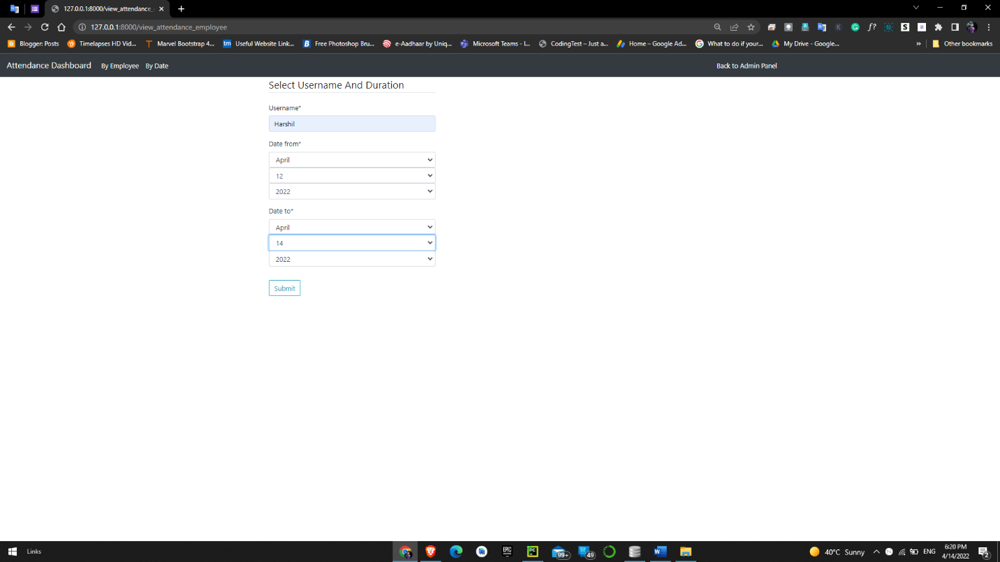 127.0.0.1:8000/view_attendance_
127.0.0.1:8000/view_attendance_employee
Blogger: Posts Timelapses HD Vid... Marvel Bootstrap 4... tm Useful Website Link... B Free Photoshop Bru... e-Aadhaar by Uniq... Microsoft Teams - I... CodingTest – Just a... Home – Google Ad... What to do if your... My Drive - Google... » Other bookmarks
Attendance Dashboard By Employee By Date Back to Admin Panel
Select Username And Duration
Username*
Harshil
Date from*
April
12
2022
Date to*
April
14
2022
Submit
Links 99+ 49 40°C Sunny ENG 6:20 PM
4/14/2022 2